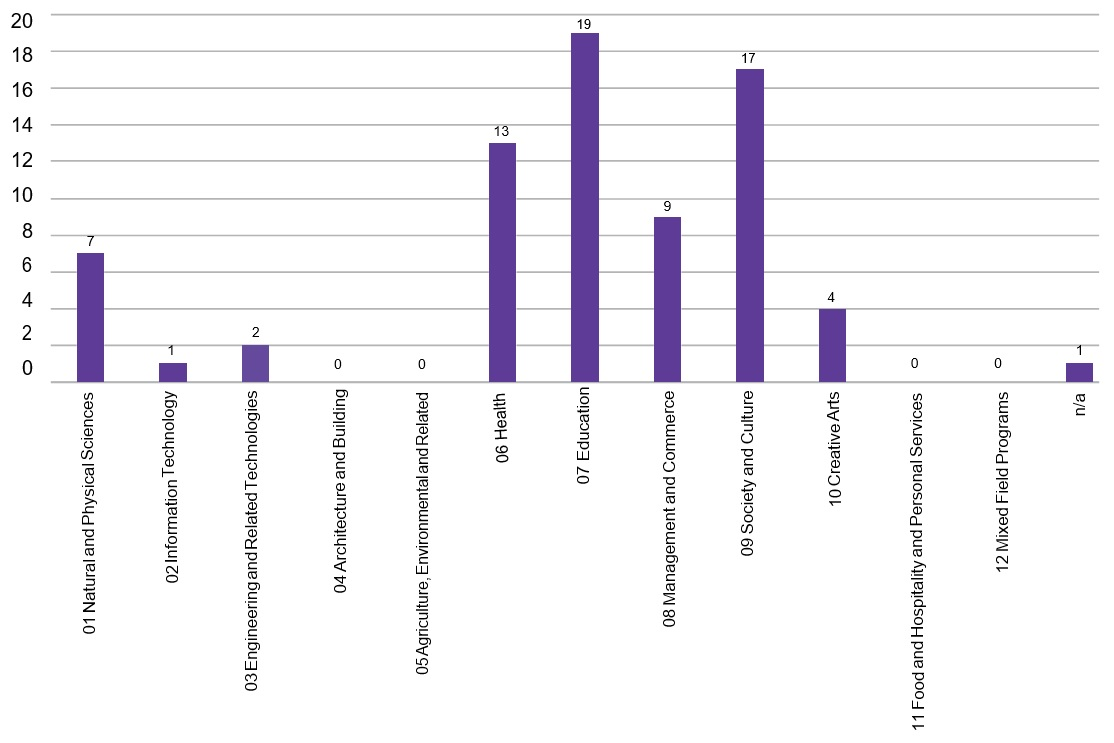 20
18
16
14
12
10
8
6
4
2
0
7
1
2
0
0
13
19
9
17
4
0
0
1
01 Natural and Physical Sciences
02 Information Technology
03 Engineering and Related Technologies
04 Architecture and Building
05 Agriculture, Environmental and Related
06 Health
07 Education
08 Management and Commerce
09 Society and Culture
10 Creative Arts
11 Food and Hospitality and Personal Services
12 Mixed Field Programs
n/a